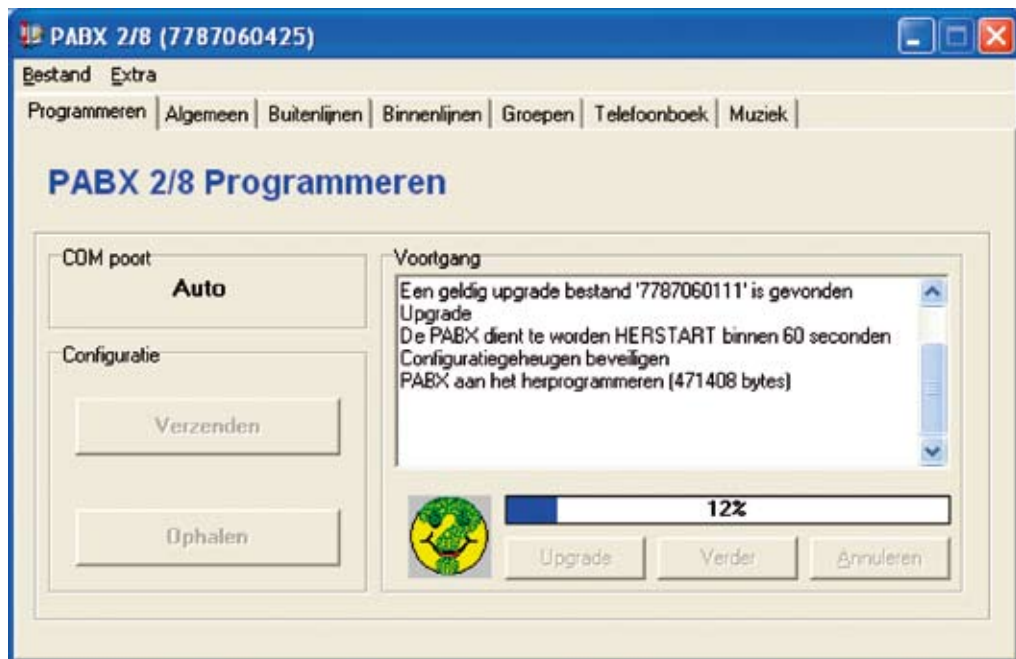 PABX 2/8 (7787060425)
Bestand Extra
Programmeren Algemeen Buitenlijnen Binnenlijnen Groepen Telefoonboek Muziek
PABX 2/8 Programmeren
COM poort
Auto
Configuratie
Verzenden
Ophalen
Voortgang
Een geldig upgrade bestand '7787060111' is gevonden
Upgrade
De PABX dient te worden HERSTART binnen 60 seconden
Configuratiegeheugen beveiligen
PABX aan het herprogrammeren (471408 bytes)
12%
Upgrade Verder Annuleren